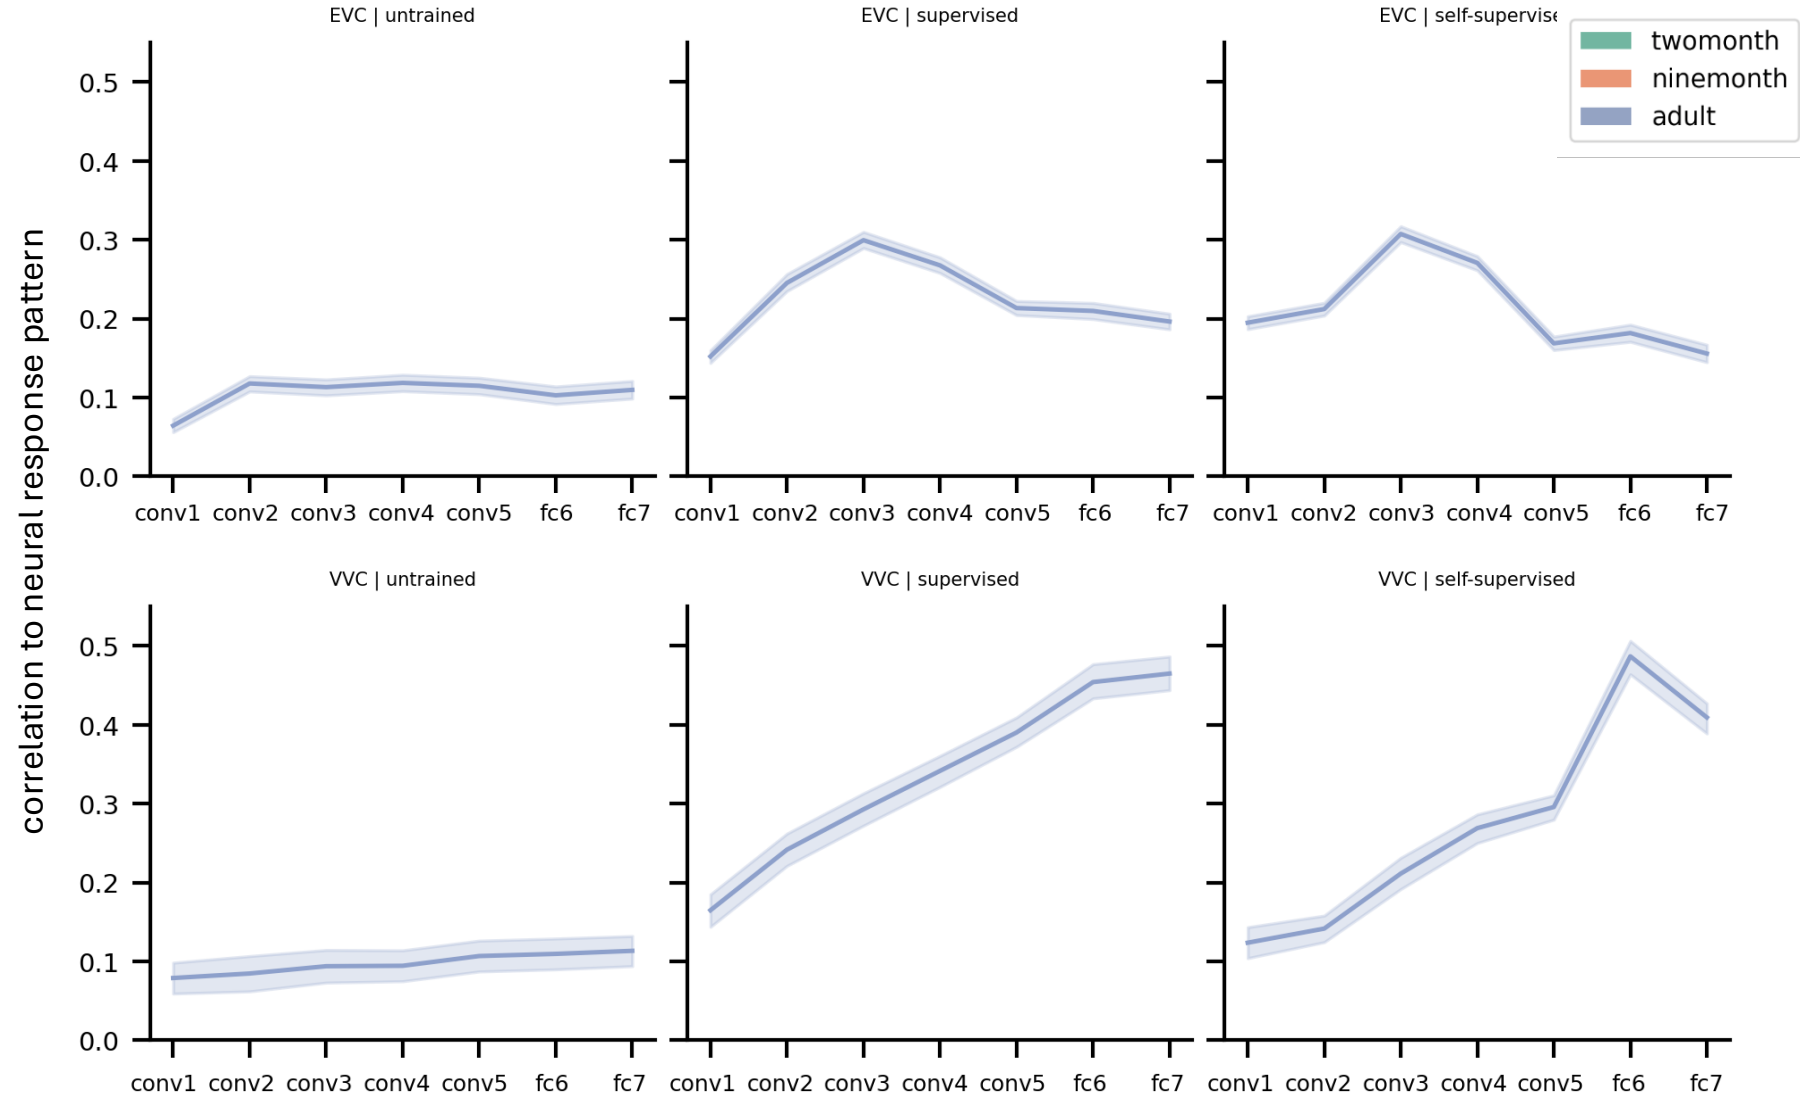 EVC | untrained
EVC | supervised
EVC | self-supervise
twomonth
ninemonth
adult
correlation to neural response pattern
0.5
0.4
0.3
0.2
0.1
0.0
conv1 conv2 conv3 conv4 conv5 fc6 fc7
conv1 conv2 conv3 conv4 conv5 fc6 fc7
conv1 conv2 conv3 conv4 conv5 fc6 fc7
VVC | untrained
VVC | supervised
VVC | self-supervised
0.5
0.4
0.3
0.2
0.1
0.0
conv1 conv2 conv3 conv4 conv5 fc6 fc7
conv1 conv2 conv3 conv4 conv5 fc6 fc7
conv1 conv2 conv3 conv4 conv5 fc6 fc7